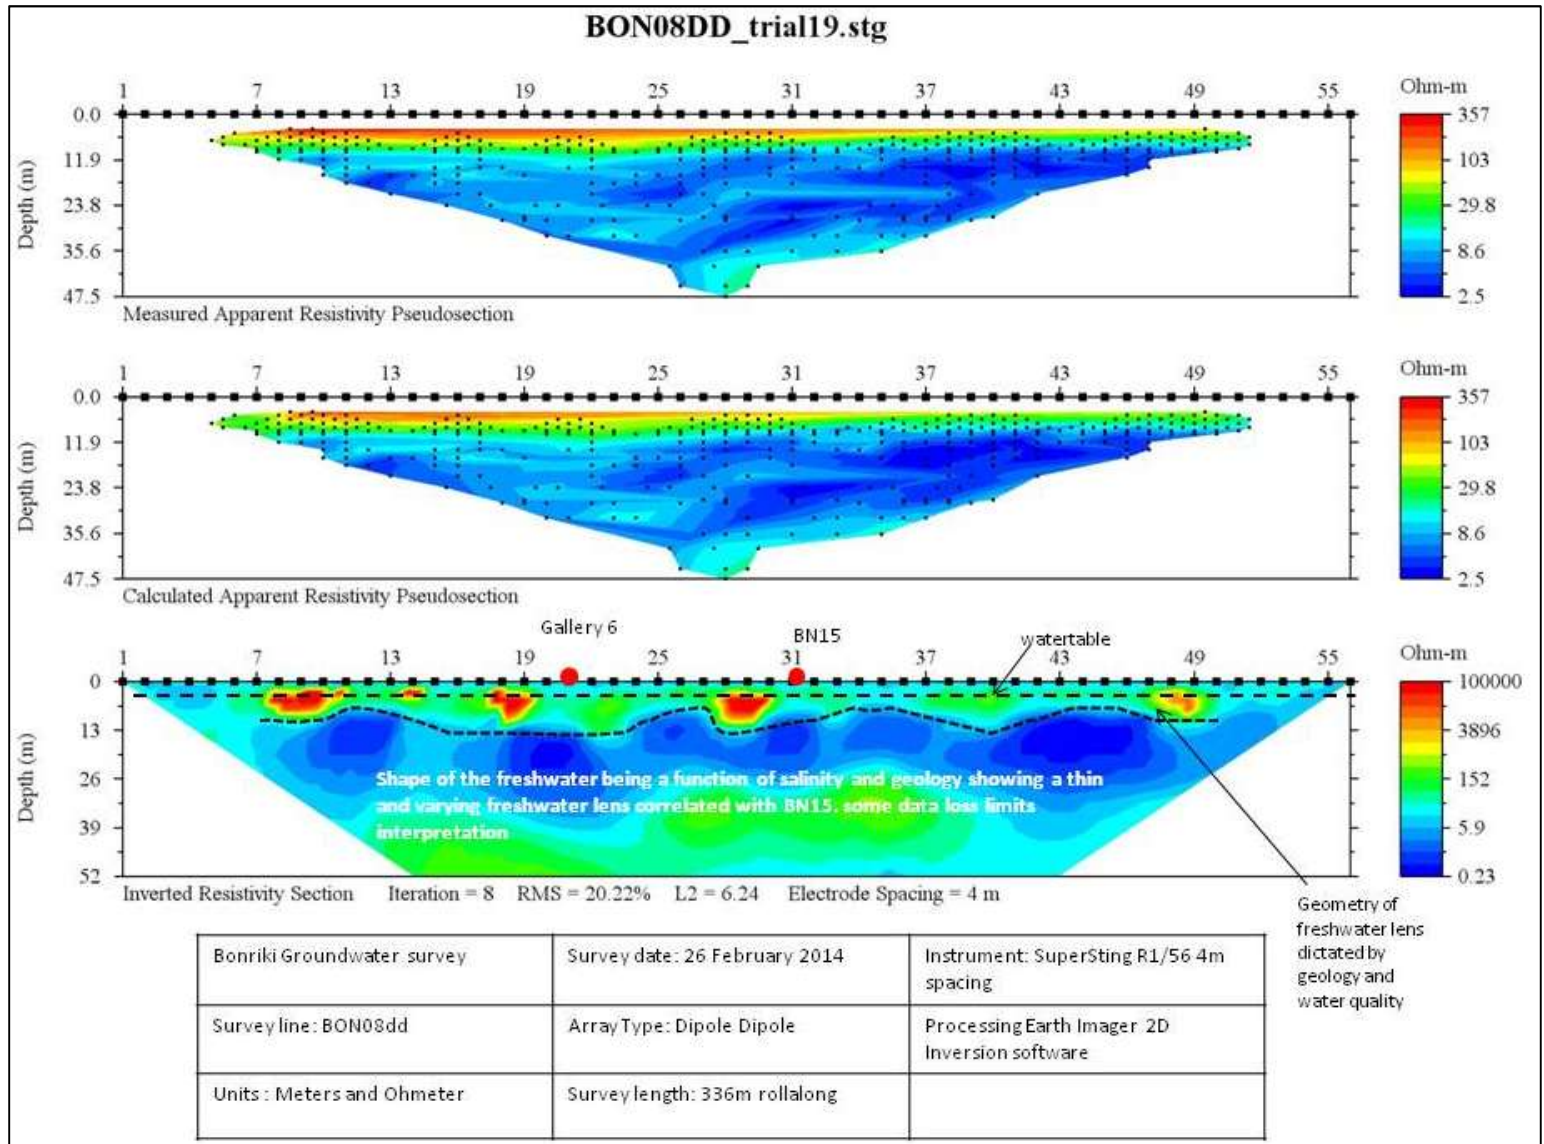 BON08DD_trial19.stg
1 7 13 19 25 31 37 43 49 55
Ohm-m
0.0
11.9
23.8
35.6
47.5
Depth (m)
357
103
29.8
8.6
2.5
Measured Apparent Resistivity Pseudosection
1 7 13 19 25 31 37 43 49 55
Ohm-m
0.0
11.9
23.8
35.6
47.5
Depth (m)
357
103
29.8
8.6
2.5
Calculated Apparent Resistivity Pseudosection
Gallery 6
BN15
watertable
1 7 13 19 25 31 37 43 49 55
Ohm-m
0
13
26
39
52
Depth (m)
100000
3896
152
5.9
0.23
Shape of the freshwater being a function of salinity and geology showing a thin
and varying freshwater lens correlated with BN15. some data loss limits
interpretation
Inverted Resistivity Section Iteration = 8 RMS = 20.22% L2 = 6.24 Electrode Spacing = 4 m
Geometry of
freshwater lens
dictated by
geology and
water quality
Bonriki Groundwater survey
Survey date: 26 February 2014
Instrument: SuperSting R1/56 4m
spacing
Survey line: BON08dd
Array Type: Dipole Dipole
Processing Earth Imager 2D
Inversion software
Units : Meters and Ohmeter
Survey length: 336m rollalong